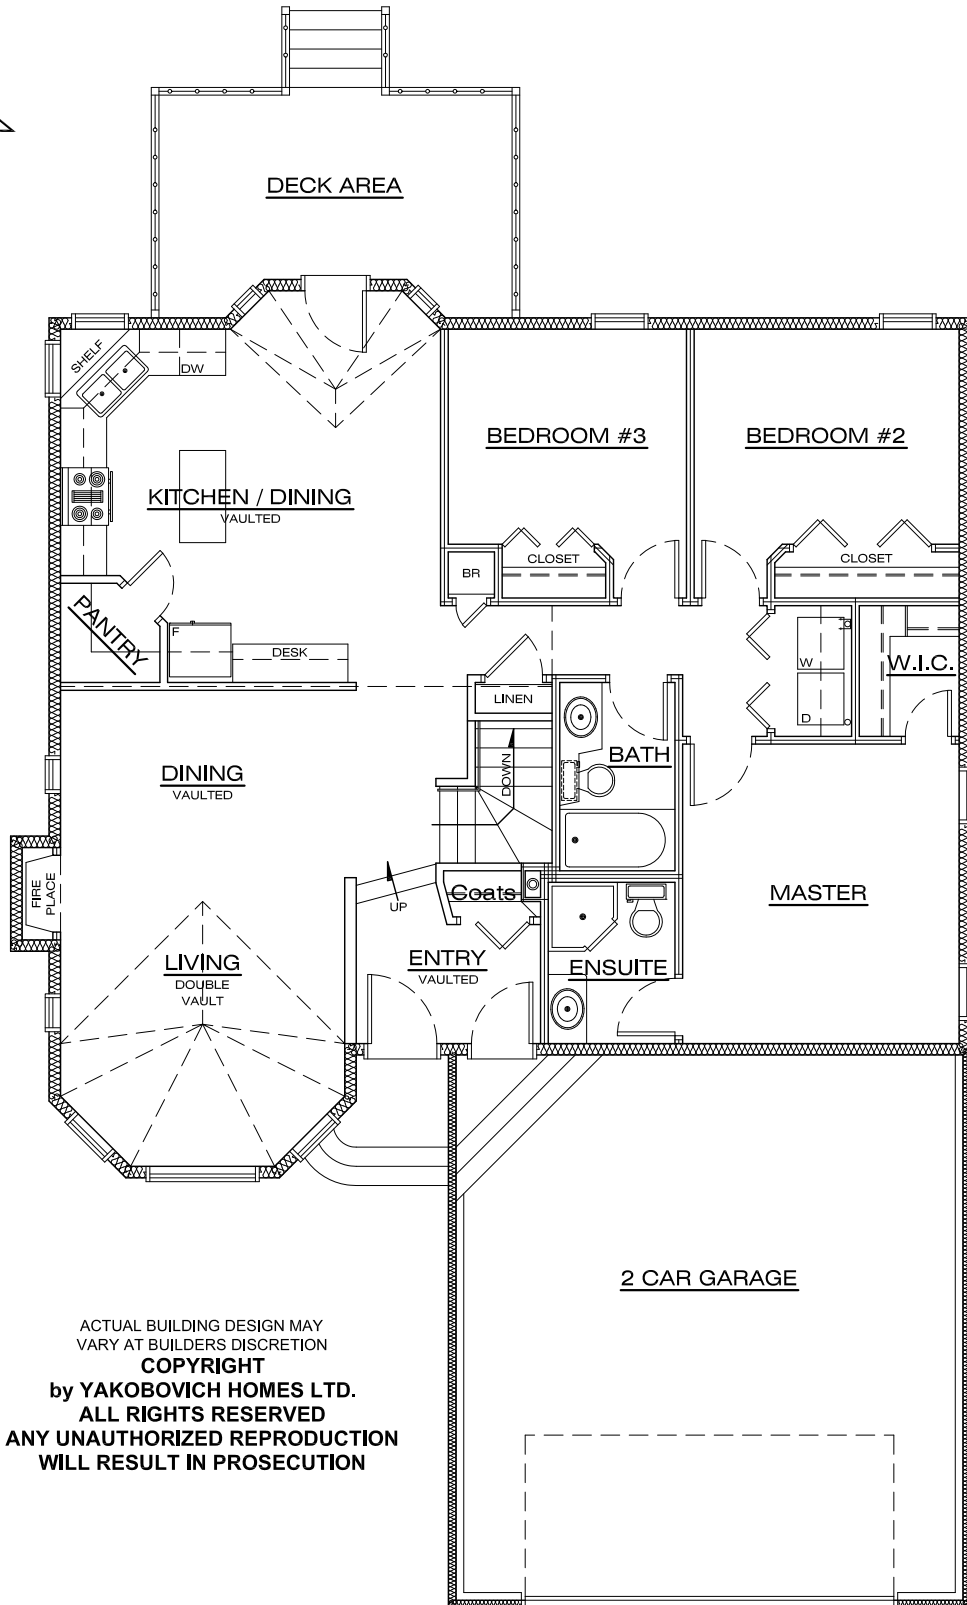 DECK AREA
SHELF
DW
BEDROOM #3
BEDROOM #2
KITCHEN / DINING
VAULTED
BR
CLOSET
CLOSET
PANTRY
F
DESK
LINEN
W
D
W.I.C.
DOWN
BATH
DINING
VAULTED
FIRE
PLACE
UP
Coats
MASTER
LIVING
DOUBLE
VAULT
ENTRY
VAULTED
ENSUITE
2 CAR GARAGE
ACTUAL BUILDING DESIGN MAY
VARY AT BUILDERS DISCRETION
COPYRIGHT
by YAKOBOVICH HOMES LTD.
ALL RIGHTS RESERVED
ANY UNAUTHORIZED REPRODUCTION
WILL RESULT IN PROSECUTION